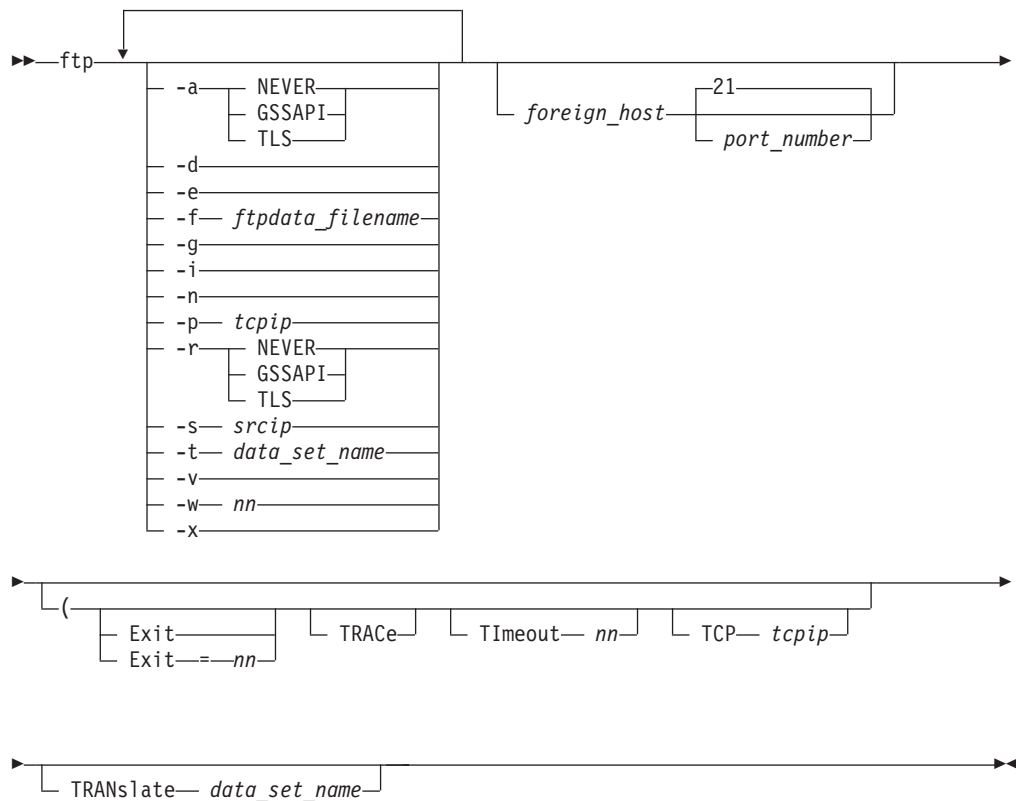 ftp
-a NEVER
GSSAPI
TLS
21
foreign_host
port_number
-d
-e
-f ftpdata_filename
-g
-i
-n
-p tcpip
-r NEVER
GSSAPI
TLS
-s srcip
-t data_set_name
-v
-w nn
-x
(
Exit TRACe TImeout nn TCP tcpip
Exit = nn
TRANslate data_set_name